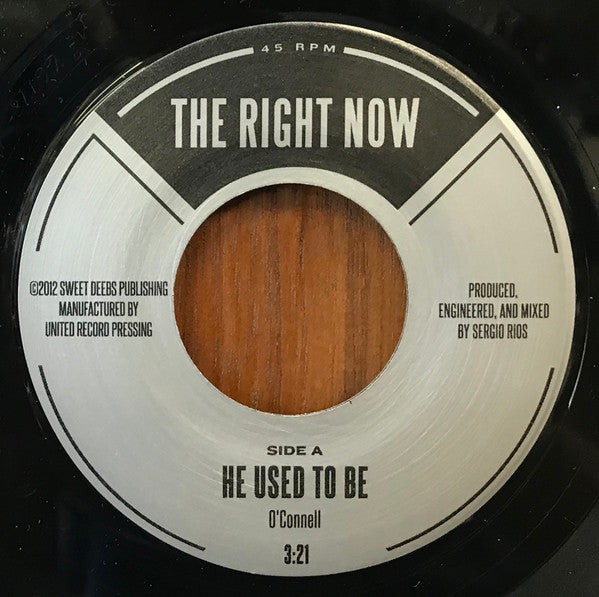 45 RPM
THE RIGHT NOW
©2012 SWEET DEEBS PUBLISHING
MANUFACTURED BY
UNITED RECORD PRESSING
PRODUCED,
ENGINEERED, AND MIXED
BY SERGIO RIOS
SIDE A
HE USED TO BE
O'Connell
3:21